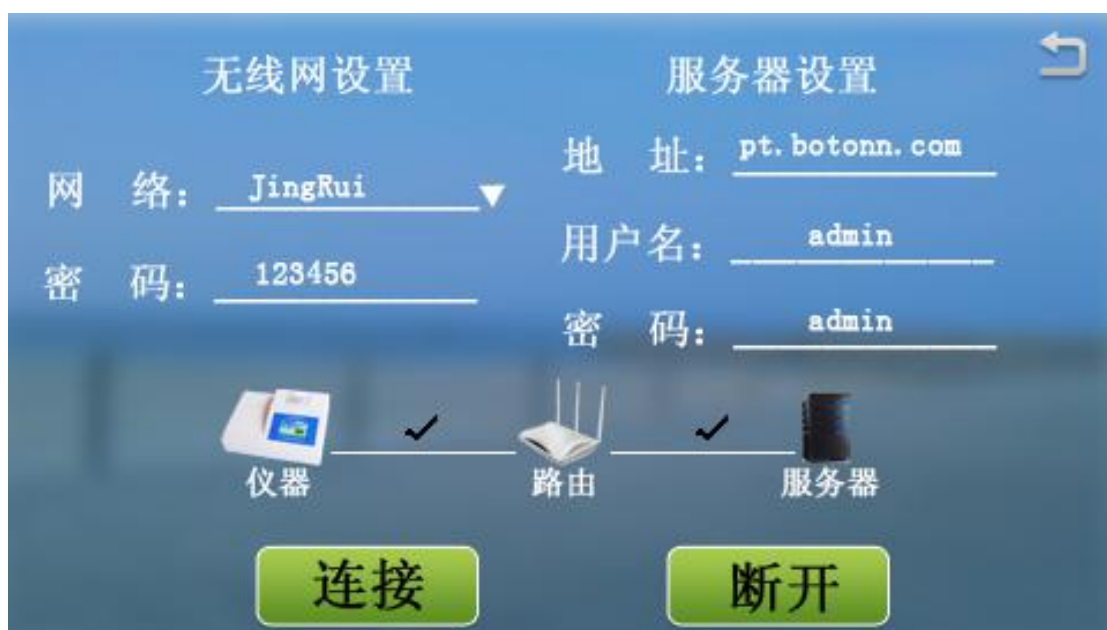 无线网设置
网 络: JingRui
密 码: 123456
服务器设置
地 址: pt.botonn.com
用户名: admin
密 码: admin
仪器
路由
服务器
连接
断开